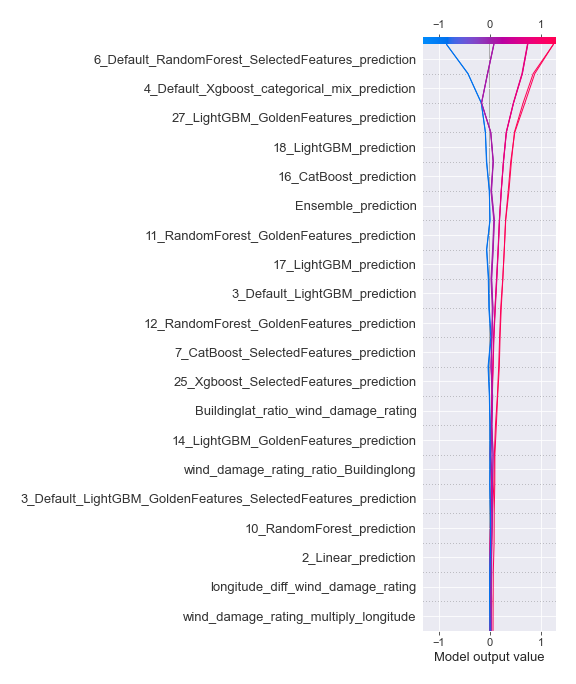 −1 0 1
6_Default_RandomForest_SelectedFeatures_prediction
4_Default_Xgboost_categorical_mix_prediction
27_LightGBM_GoldenFeatures_prediction
18_LightGBM_prediction
16_CatBoost_prediction
Ensemble_prediction
11_RandomForest_GoldenFeatures_prediction
17_LightGBM_prediction
3_Default_LightGBM_prediction
12_RandomForest_GoldenFeatures_prediction
7_CatBoost_SelectedFeatures_prediction
25_Xgboost_SelectedFeatures_prediction
Buildinglat_ratio_wind_damage_rating
14_LightGBM_GoldenFeatures_prediction
wind_damage_rating_ratio_Buildinglong
3_Default_LightGBM_GoldenFeatures_SelectedFeatures_prediction
10_RandomForest_prediction
2_Linear_prediction
longitude_diff_wind_damage_rating
wind_damage_rating_multiply_longitude
−1 0 1
Model output value